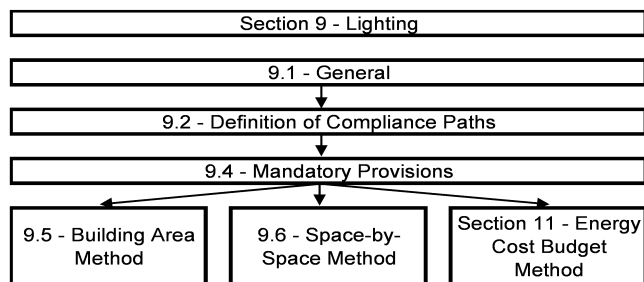 Section 9 - Lighting
9.1 - General
9.2 - Definition of Compliance Paths
9.4 - Mandatory Provisions
9.5 - Building Area
Method
9.6 - Space-by-
Space Method
Section 11 - Energy
Cost Budget
Method